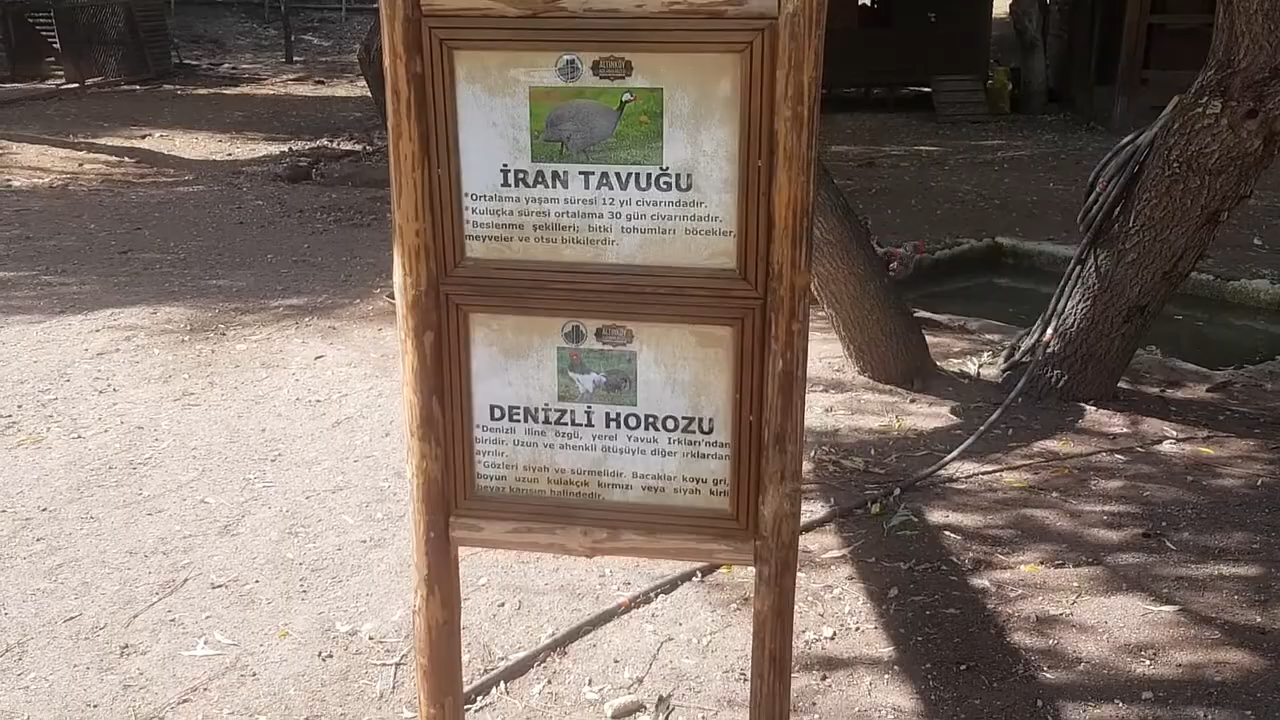 ALTINKÖY
İRAN TAVUĞU
*Ortalama yaşam süresi 12 yıl civarındadır.
*Kuluçka süresi ortalama 30 gün civarındadır.
*Beslenme şekilleri; bitki tohumları böcekler,
meyveler ve otsu bitkilerdir.
ALTINKÖY
DENİZLİ HOROZU
*Denizli iline özgü, yerel Yavuk Irkları'ndan
biridir. Uzun ve ahenkli ötüşüyle diğer ırklardan
ayrılır.
*Gözleri siyah ve sürmelidir. Bacaklar koyu gri,
boyun uzun kulakçık kırmızı veya siyah kirli
beyaz karışım halindedir.